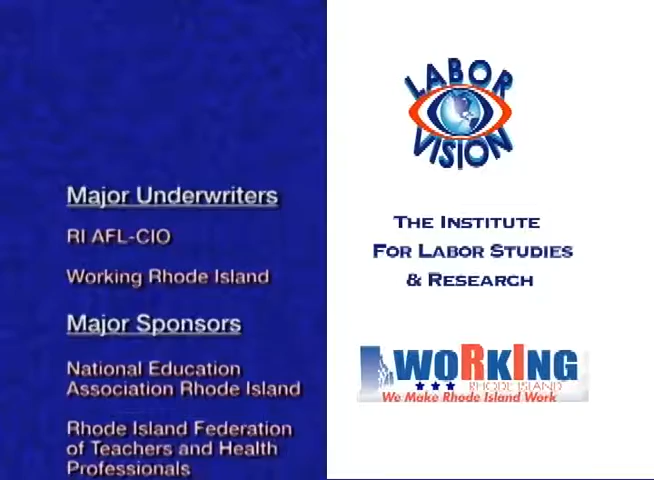 Major Underwriters
RI AFL-CIO
Working Rhode Island
Major Sponsors
National Education
Association Rhode Island
Rhode Island Federation
of Teachers and Health
Professionals
LABOR
VISION
THE INSTITUTE
FOR LABOR STUDIES
& RESEARCH
WORKING
RHODE ISLAND
We Make Rhode Island Work